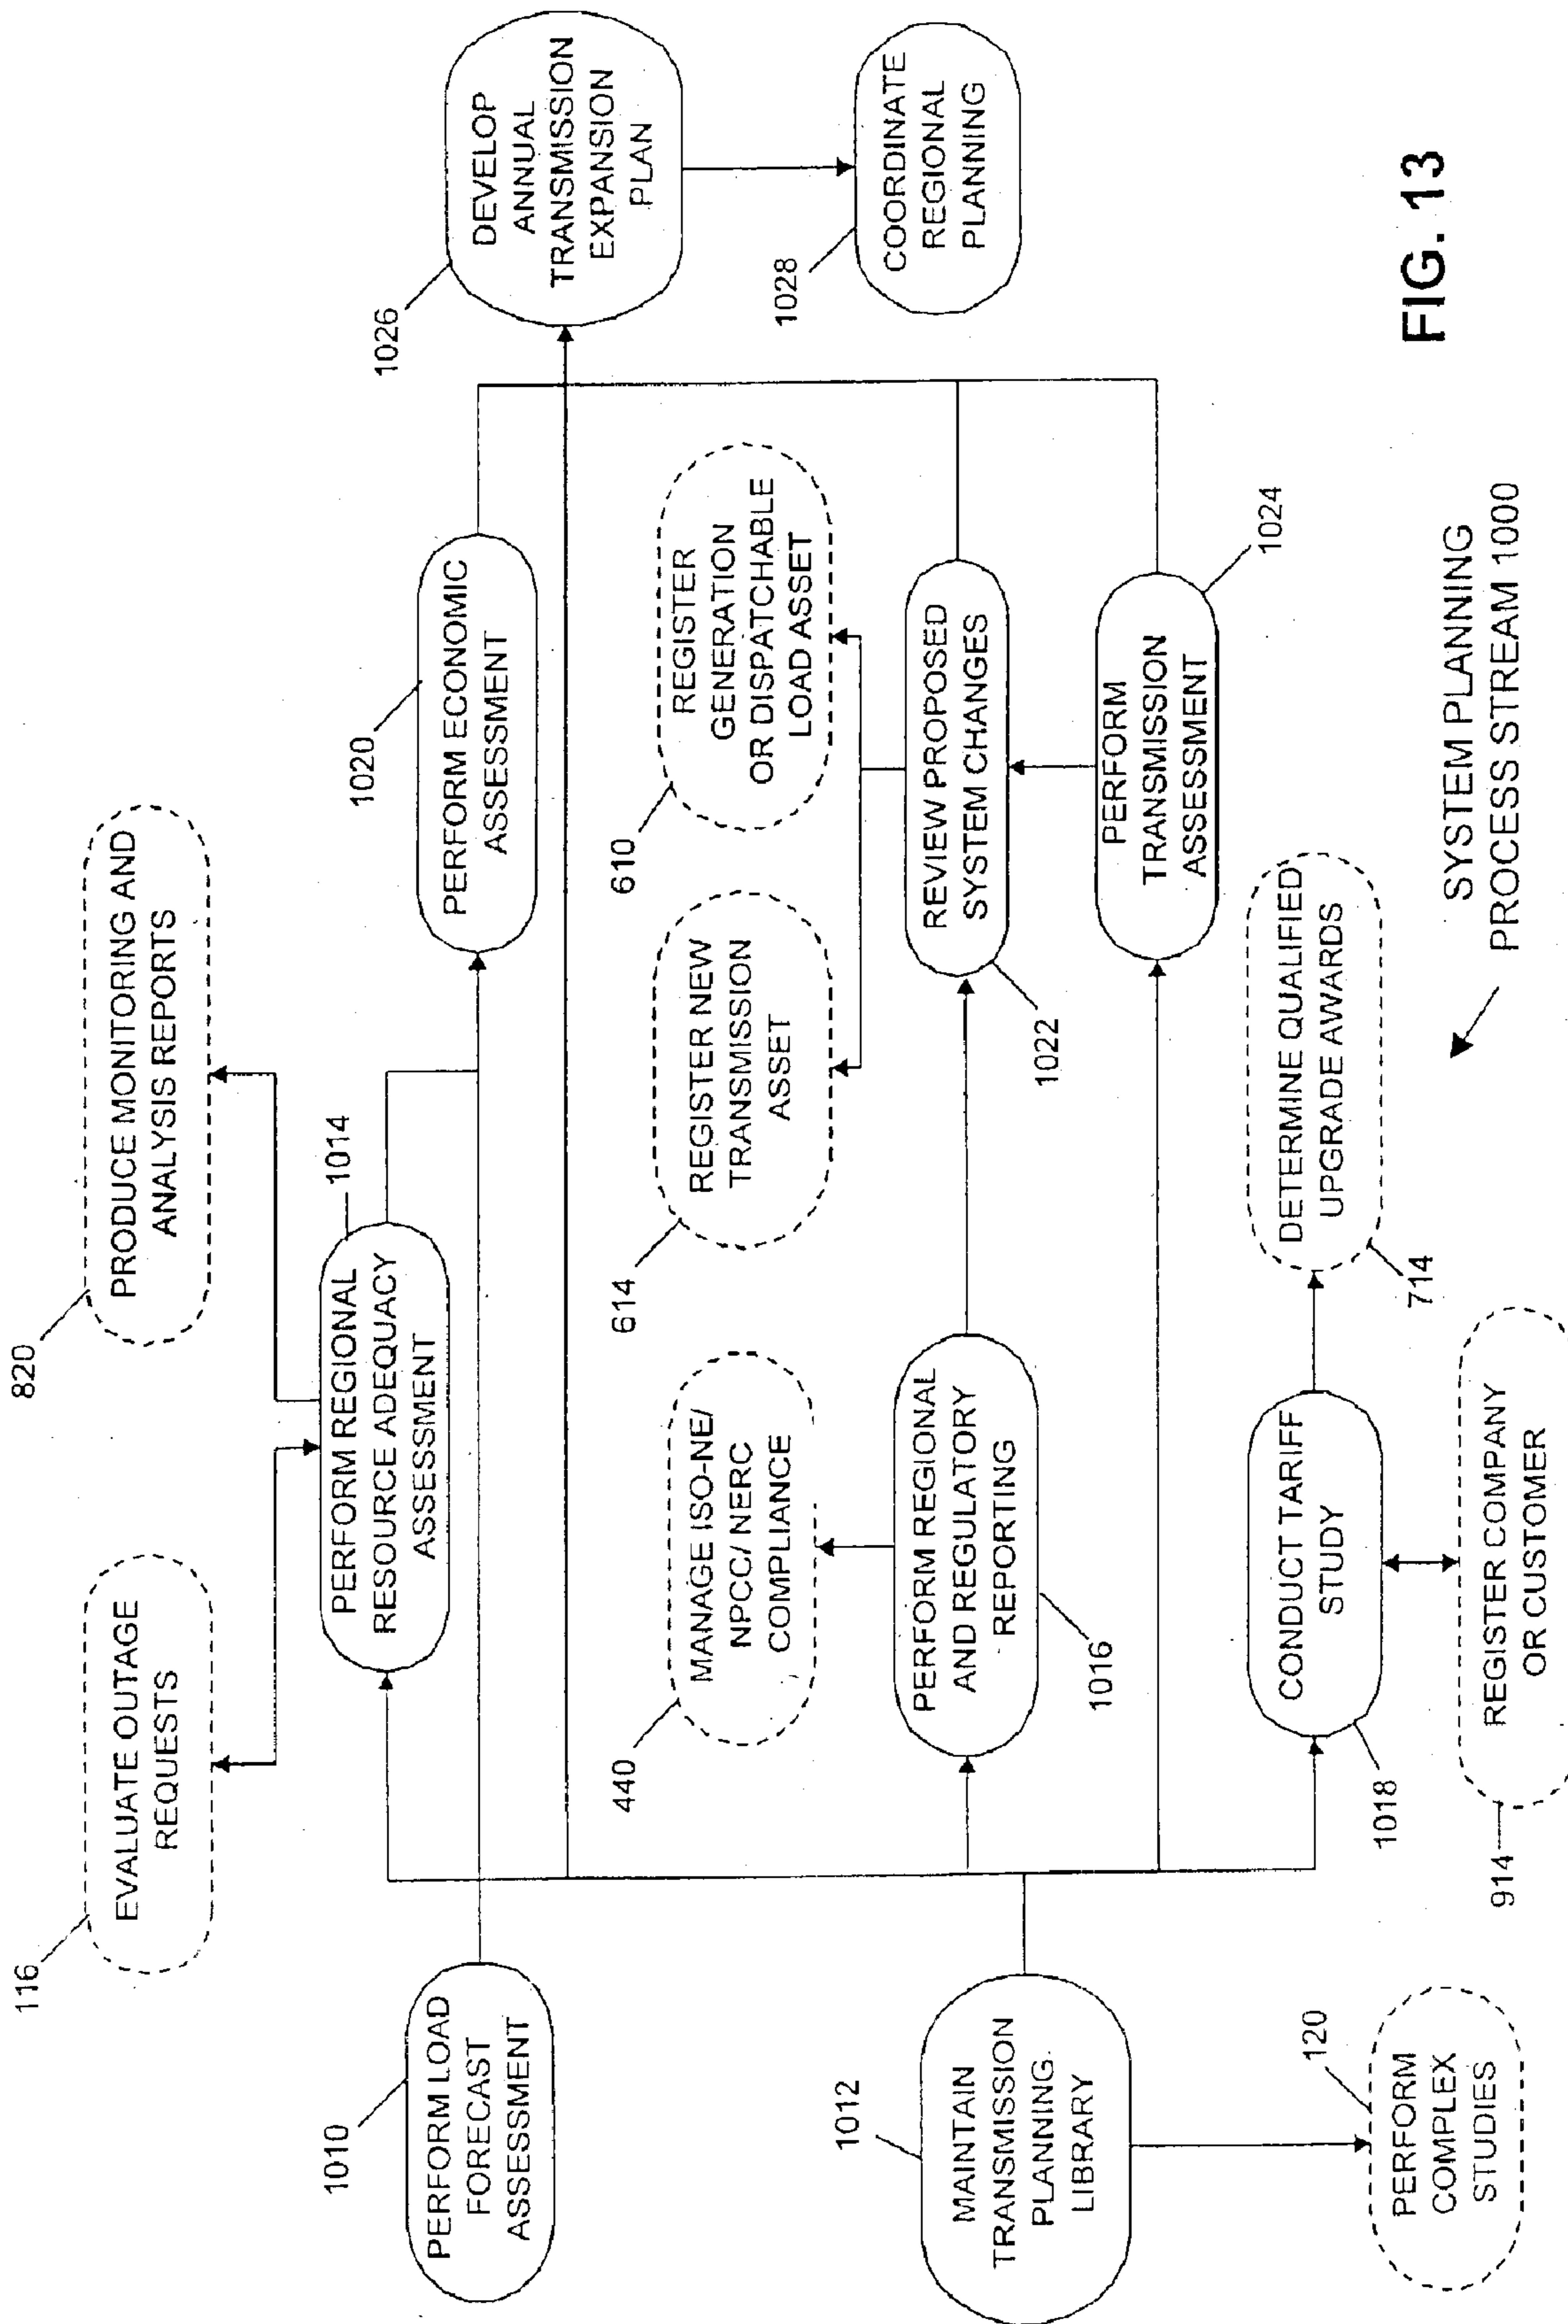 116
EVALUATE OUTAGE
REQUESTS
820
PRODUCE MONITORING AND
ANALYSIS REPORTS
1010
PERFORM LOAD
FORECAST
ASSESSMENT
PERFORM REGIONAL
RESOURCE ADEQUACY
ASSESSMENT
1014
1020
PERFORM ECONOMIC
ASSESSMENT
1026
DEVELOP
ANNUAL
TRANSMISSION
EXPANSION
PLAN
440
MANAGE ISO-NE/
NPCC/ NERC
COMPLIANCE
614
REGISTER NEW
TRANSMISSION
ASSET
610
REGISTER
GENERATION
OR DISPATCHABLE
LOAD ASSET
1028
COORDINATE
REGIONAL
PLANNING
1012
MAINTAIN
TRANSMISSION
PLANNING.
LIBRARY
PERFORM REGIONAL
AND REGULATORY
REPORTING
1016
REVIEW PROPOSED
SYSTEM CHANGES
1022
PERFORM
TRANSMISSION
ASSESSMENT
1024
120
PERFORM
COMPLEX
STUDIES
CONDUCT TARIFF
STUDY
1018
DETERMINE QUALIFIED
UPGRADE AWARDS
714
914
REGISTER COMPANY
OR CUSTOMER
SYSTEM PLANNING
PROCESS STREAM 1000
FIG. 13